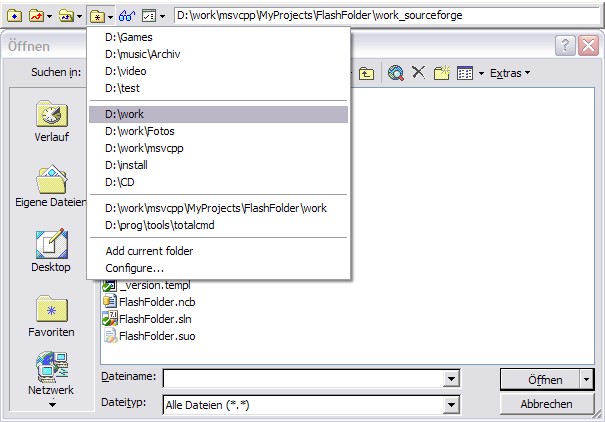 D:\work\msvcpp\MyProjects\FlashFolder\work_sourceforge
Öffnen
Suchen in:
Extras
D:\Games
D:\music\Archiv
D:\video
D:\test
D:\work
D:\work\Fotos
D:\work\msvcpp
D:\install
D:\CD
D:\work\msvcpp\MyProjects\FlashFolder\work
D:\prog\tools\totalcmd
Add current folder
Configure...
Verlauf
Eigene Dateien
Desktop
Favoriten
Netzwerk
_version.templ
FlashFolder.ncb
FlashFolder.sln
FlashFolder.suo
Dateiname:
Öffnen
Dateityp:
Alle Dateien (*.*)
Abbrechen